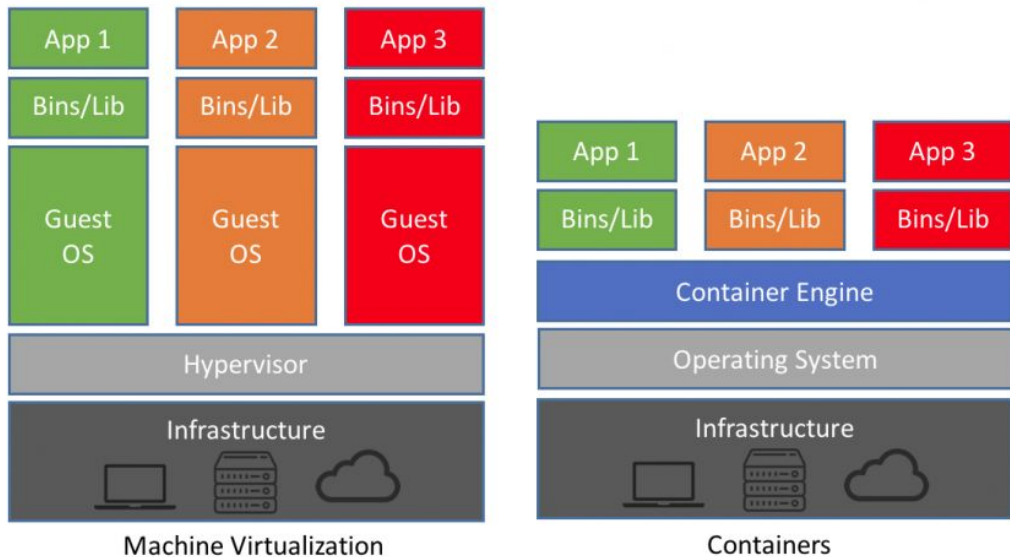 App 1
App 2
App 3
Bins/Lib
Bins/Lib
Bins/Lib
Guest
OS
Guest
OS
Guest
OS
Hypervisor
Infrastructure
Machine Virtualization
App 1
App 2
App 3
Bins/Lib
Bins/Lib
Bins/Lib
Container Engine
Operating System
Infrastructure
Containers